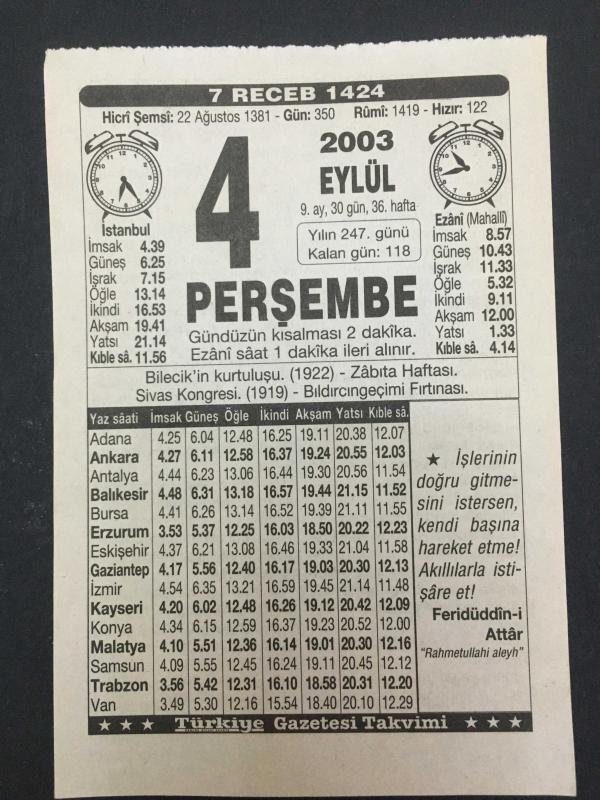 7 RECEB 1424
Hicrî Şemsî: 22 Ağustos 1381 - Gün: 350 Rûmî: 1419 - Hızır: 122
4
2003
EYLÜL
9. ay, 30 gün, 36. hafta
Yılın 247. günü
Kalan gün: 118
İstanbul
İmsak 4.39
Güneş 6.25
İşrak 7.15
Öğle 13.14
İkindi 16.53
Akşam 19.41
Yatsı 21.14
Kıble sâ. 11.56
Ezânî (Mahallî)
İmsak 8.57
Güneş 10.43
İşrak 11.33
Öğle 5.32
İkindi 9.11
Akşam 12.00
Yatsı 1.33
Kıble sâ. 4.14
PERŞEMBE
Gündüzün kısalması 2 dakîka.
Ezânî sâat 1 dakîka ileri alınır.
Bilecik'in kurtuluşu. (1922) - Zâbıta Haftası.
Sivas Kongresi. (1919) - Bıldırcıngeçimi Fırtınası.
Yaz sâati İmsak Güneş Öğle İkindi Akşam Yatsı Kıble sâ.
Adana 4.25 6.04 12.48 16.25 19.11 20.38 12.07
Ankara 4.27 6.11 12.58 16.37 19.24 20.55 12.03
Antalya 4.44 6.23 13.06 16.44 19.30 20.56 11.54
Balıkesir 4.48 6.31 13.18 16.57 19.44 21.15 11.52
Bursa 4.41 6.26 13.14 16.52 19.39 21.11 11.55
Erzurum 3.53 5.37 12.25 16.03 18.50 20.22 12.23
Eskişehir 4.37 6.21 13.08 16.46 19.33 21.04 11.58
Gaziantep 4.17 5.56 12.40 16.17 19.03 20.30 12.13
İzmir 4.54 6.35 13.21 16.59 19.45 21.14 11.48
Kayseri 4.20 6.02 12.48 16.26 19.12 20.42 12.09
Konya 4.34 6.15 12.59 16.37 19.23 20.52 12.00
Malatya 4.10 5.51 12.36 16.14 19.01 20.30 12.16
Samsun 4.09 5.55 12.45 16.24 19.11 20.45 12.12
Trabzon 3.56 5.42 12.31 16.10 18.58 20.31 12.20
Van 3.49 5.30 12.16 15.54 18.40 20.10 12.29
★ İşlerinin
doğru gitme-
sini istersen,
kendi başına
hareket etme!
Akıllılarla isti-
şâre et!
Feridüddîn-i
Attâr
"Rahmetullahi aleyh"
★ ★ ★ Türkiye Gazetesi Takvimi ★ ★ ★